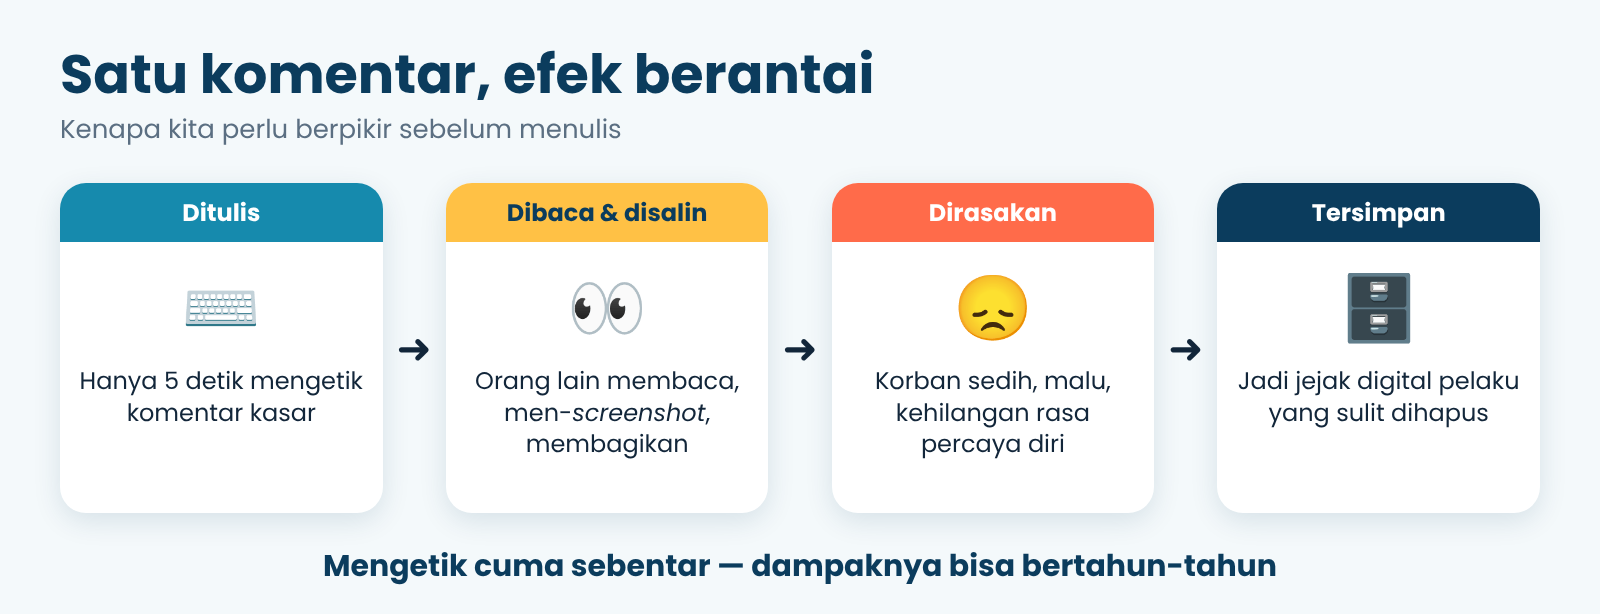 Satu komentar, efek berantai
Kenapa kita perlu berpikir sebelum menulis
Ditulis
Hanya 5 detik mengetik
komentar kasar
Dibaca & disalin
Orang lain membaca,
men-screenshot,
membagikan
Dirasakan
Korban sedih, malu,
kehilangan rasa
percaya diri
Tersimpan
Jadi jejak digital pelaku
yang sulit dihapus
Mengetik cuma sebentar — dampaknya bisa bertahun-tahun